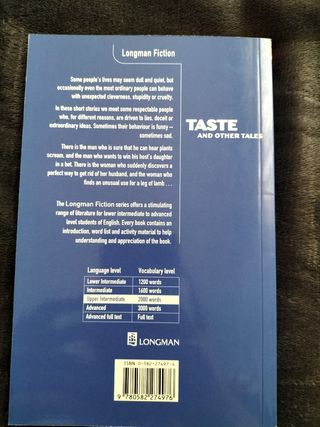 Longman Fiction
Some people's lives may seem dull and quiet, but
occasionally even the most ordinary people can behave
with unexpected cleverness, stupidity or cruelty.
In these short stories we meet some respectable people
who, for different reasons, are driven to lies, deceit or
extraordinary ideas. Sometimes their behaviour is funny –
sometimes sad.
There is the man who is sure that he can hear plants
scream, and the man who wants to win his host's daughter
in a bet. There is the woman who suddenly discovers a
perfect way to get rid of her husband, and the woman who
finds an unusual use for a leg of lamb . . .
The Longman Fiction series offers a stimulating
range of literature for lower intermediate to advanced
level students of English. Every book contains an
introduction, word list and activity material to help
understanding and appreciation of the book.
TASTE
AND OTHER TALES
Language level Vocabulary level
Lower Intermediate 1200 words
Intermediate 1600 words
Upper Intermediate 2000 words
Advanced 3000 words
Advanced full text Full text
LONGMAN
ISBN 0-582-27497-6
9 780582 274976